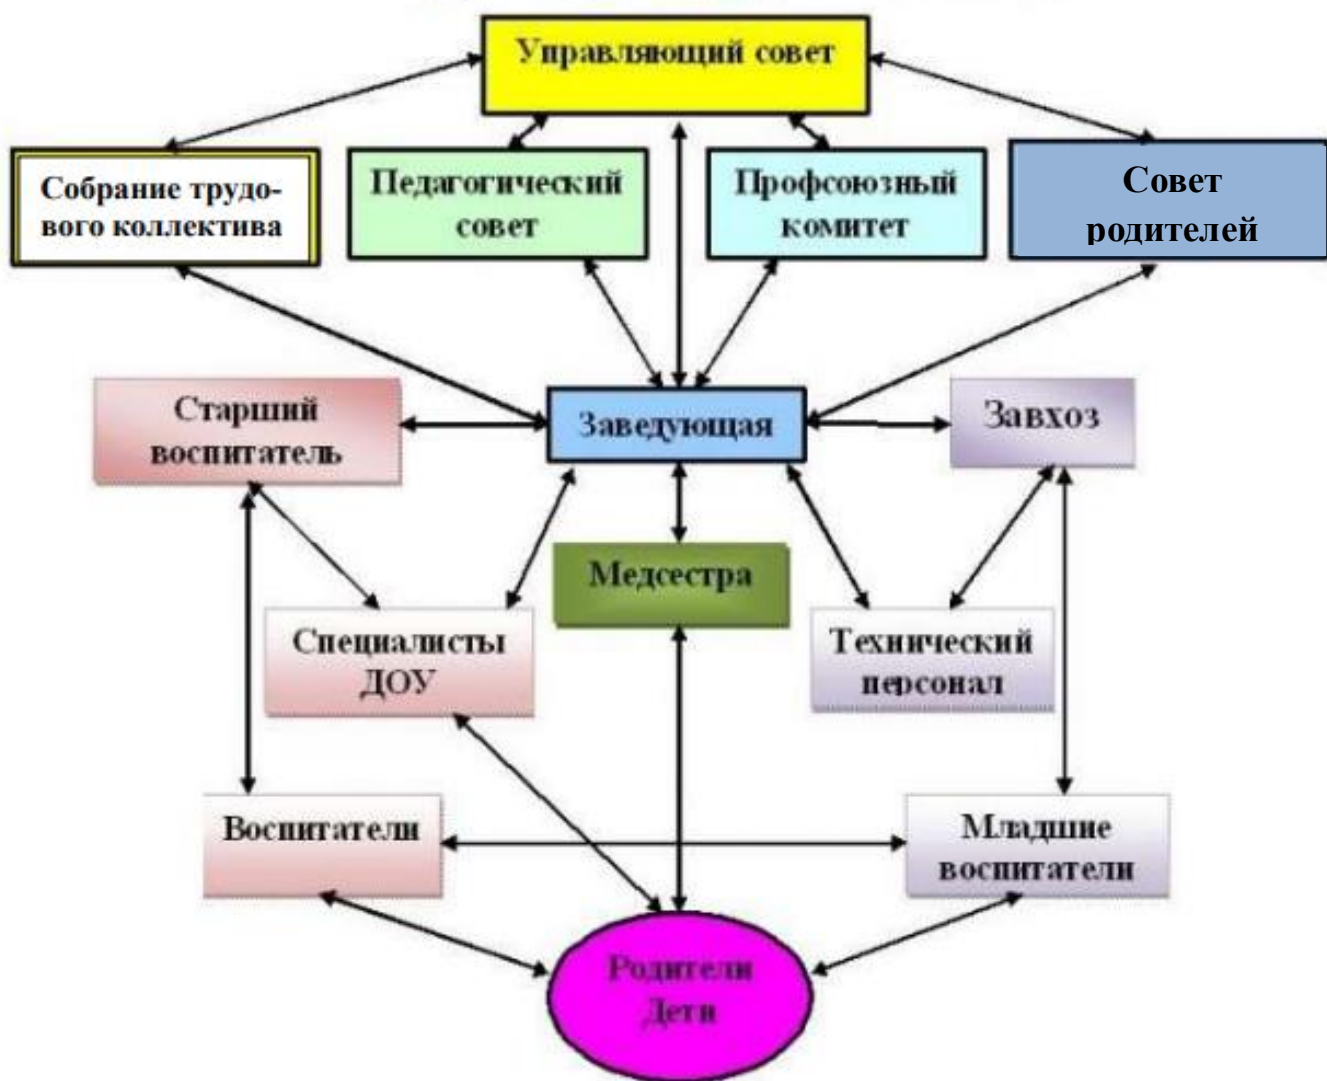 Управляющий совет
Собрание трудо-
вого коллектива
Педагогический
совет
Профсоюзный
комитет
Совет
родителей
Старший
воспитатель
Заведующая
Завхоз
Медсестра
Специалисты
ДОУ
Технический
персонал
Воспитатели
Младшие
воспитатели
Родители
Дети